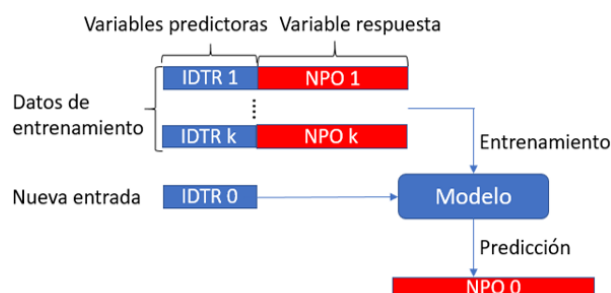 Variables predictoras Variable respuesta
IDTR 1 NPO 1
Datos de
entrenamiento
IDTR k NPO k
Entrenamiento
Nueva entrada IDTR 0 Modelo
Predicción
NPO 0